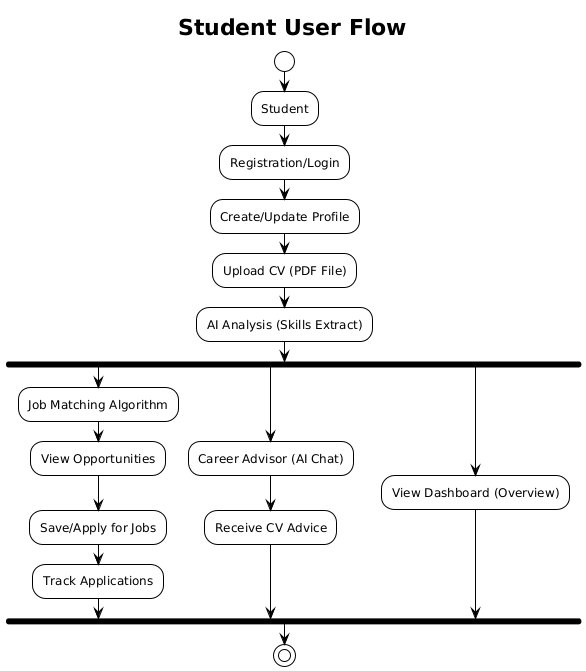 Student User Flow
Student
Registration/Login
Create/Update Profile
Upload CV (PDF File)
AI Analysis (Skills Extract)
Job Matching Algorithm
View Opportunities
Save/Apply for Jobs
Track Applications
Career Advisor (AI Chat)
Receive CV Advice
View Dashboard (Overview)